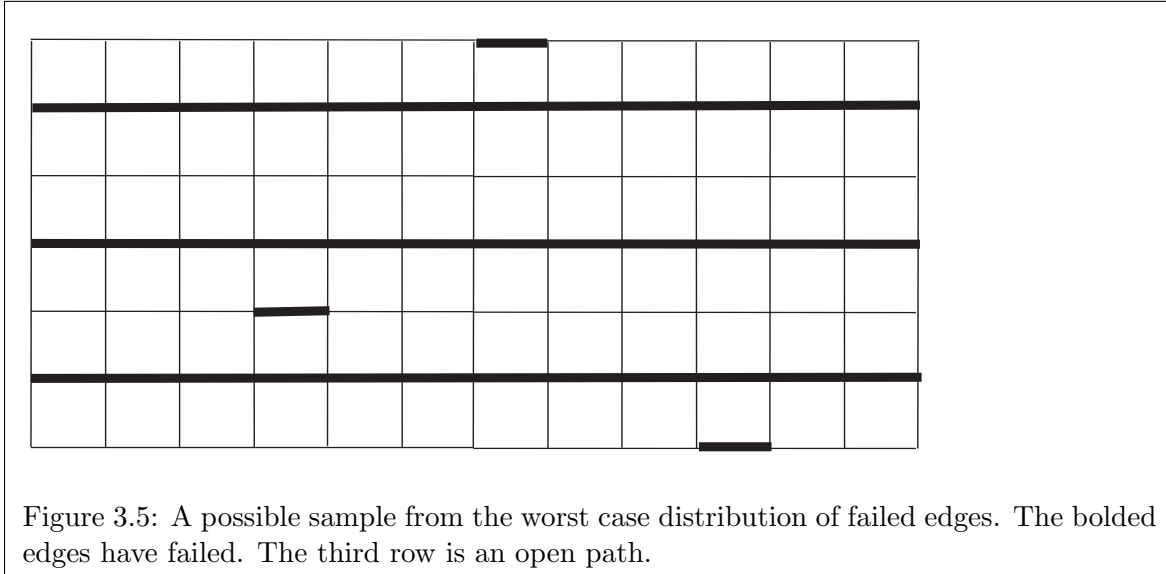 Figure 3.5: A possible sample from the worst case distribution of failed edges. The bolded
edges have failed. The third row is an open path.